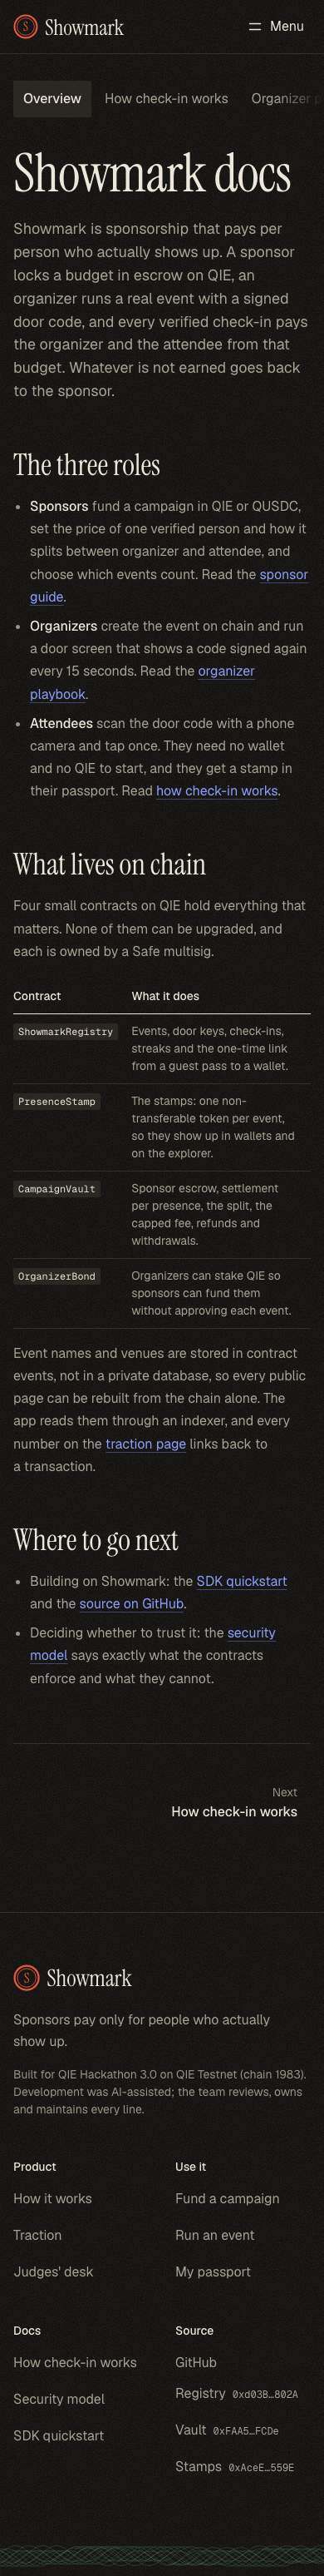 S Showmark
Menu
Overview How check-in works Organizer p
Showmark docs
Showmark is sponsorship that pays per
person who actually shows up. A sponsor
locks a budget in escrow on QIE, an
organizer runs a real event with a signed
door code, and every verified check-in pays
the organizer and the attendee from that
budget. Whatever is not earned goes back
to the sponsor.
The three roles
• Sponsors fund a campaign in QIE or QUSDC,
set the price of one verified person and how it
splits between organizer and attendee, and
choose which events count. Read the sponsor
guide.
• Organizers create the event on chain and run
a door screen that shows a code signed again
every 15 seconds. Read the organizer
playbook.
• Attendees scan the door code with a phone
camera and tap once. They need no wallet
and no QIE to start, and they get a stamp in
their passport. Read how check-in works.
What lives on chain
Four small contracts on QIE hold everything that
matters. None of them can be upgraded, and
each is owned by a Safe multisig.
Contract What it does
ShowmarkRegistry Events, door keys, check-ins,
streaks and the one-time link
from a guest pass to a wallet.
PresenceStamp The stamps: one non-
transferable token per event,
so they show up in wallets and
on the explorer.
CampaignVault Sponsor escrow, settlement
per presence, the split, the
capped fee, refunds and
withdrawals.
OrganizerBond Organizers can stake QIE so
sponsors can fund them
without approving each event.
Event names and venues are stored in contract
events, not in a private database, so every public
page can be rebuilt from the chain alone. The
app reads them through an indexer, and every
number on the traction page links back to
a transaction.
Where to go next
• Building on Showmark: the SDK quickstart
and the source on GitHub.
• Deciding whether to trust it: the security
model says exactly what the contracts
enforce and what they cannot.
Next
How check-in works
S Showmark
Sponsors pay only for people who actually
show up.
Built for QIE Hackathon 3.0 on QIE Testnet (chain 1983).
Development was AI-assisted; the team reviews, owns
and maintains every line.
Product
How it works
Traction
Judges' desk
Use it
Fund a campaign
Run an event
My passport
Docs
How check-in works
Security model
SDK quickstart
Source
GitHub
Registry 0xd03B…802A
Vault 0xFAA5…FCDe
Stamps 0xAceE…559E